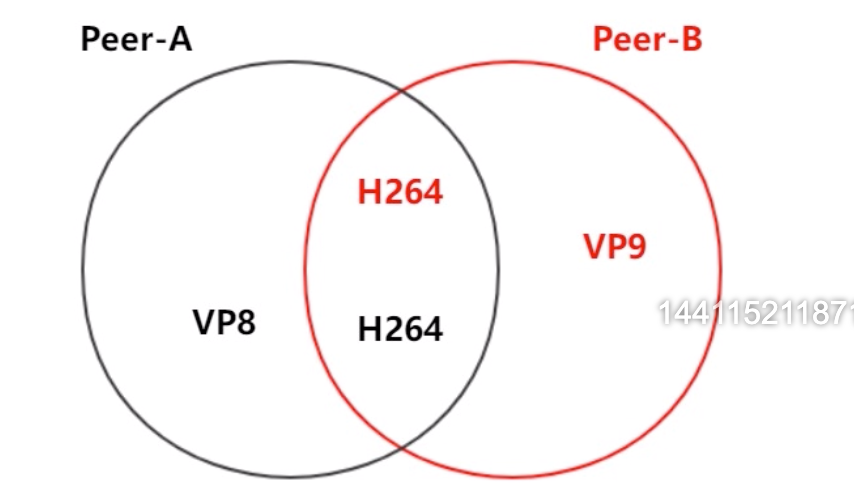 Peer-A
Peer-B
H264
VP9
VP8
H264